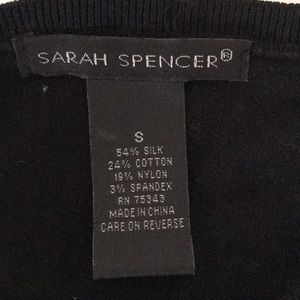 SARAH SPENCER®
S
54% SILK
24% COTTON
19% NYLON
3% SPANDEX
RN 75343
MADE IN CHINA
CARE ON REVERSE